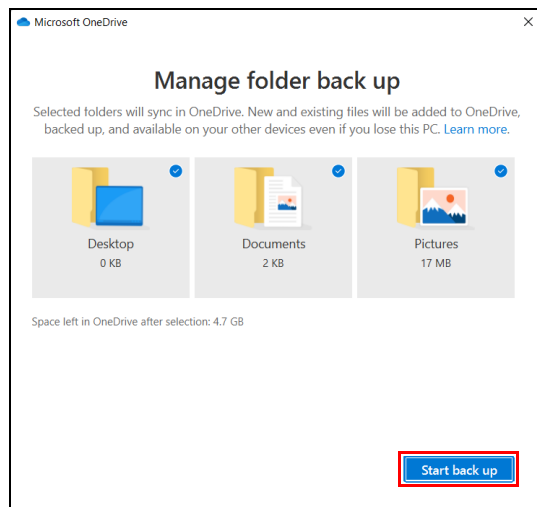 Microsoft OneDrive
Manage folder back up
Selected folders will sync in OneDrive. New and existing files will be added to OneDrive,
backed up, and available on your other devices even if you lose this PC. Learn more.
Desktop
0 KB
Documents
2 KB
Pictures
17 MB
Space left in OneDrive after selection: 4.7 GB
Start back up